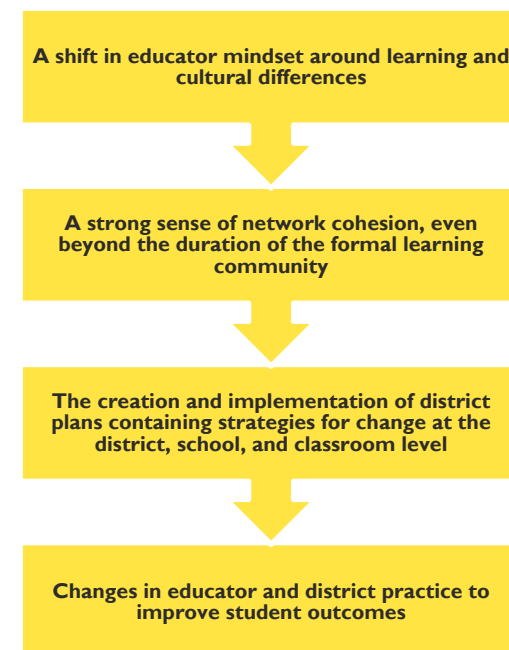 A shift in educator mindset around learning and
cultural differences
A strong sense of network cohesion, even
beyond the duration of the formal learning
community
The creation and implementation of district
plans containing strategies for change at the
district, school, and classroom level
Changes in educator and district practice to
improve student outcomes